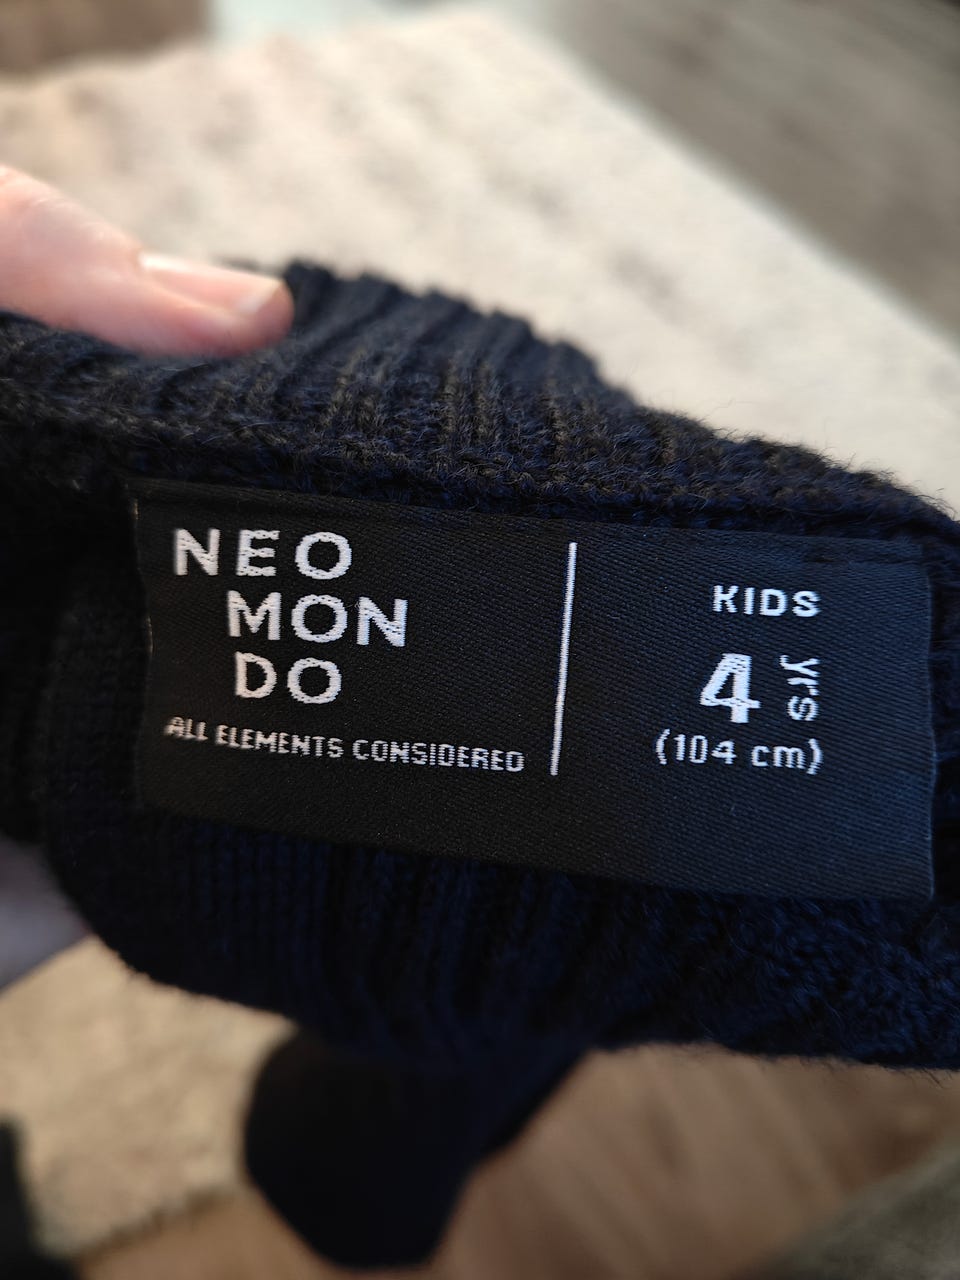 NEO
MON
DO
ALL ELEMENTS CONSIDERED
KIDS
4 yrs
(104 cm)